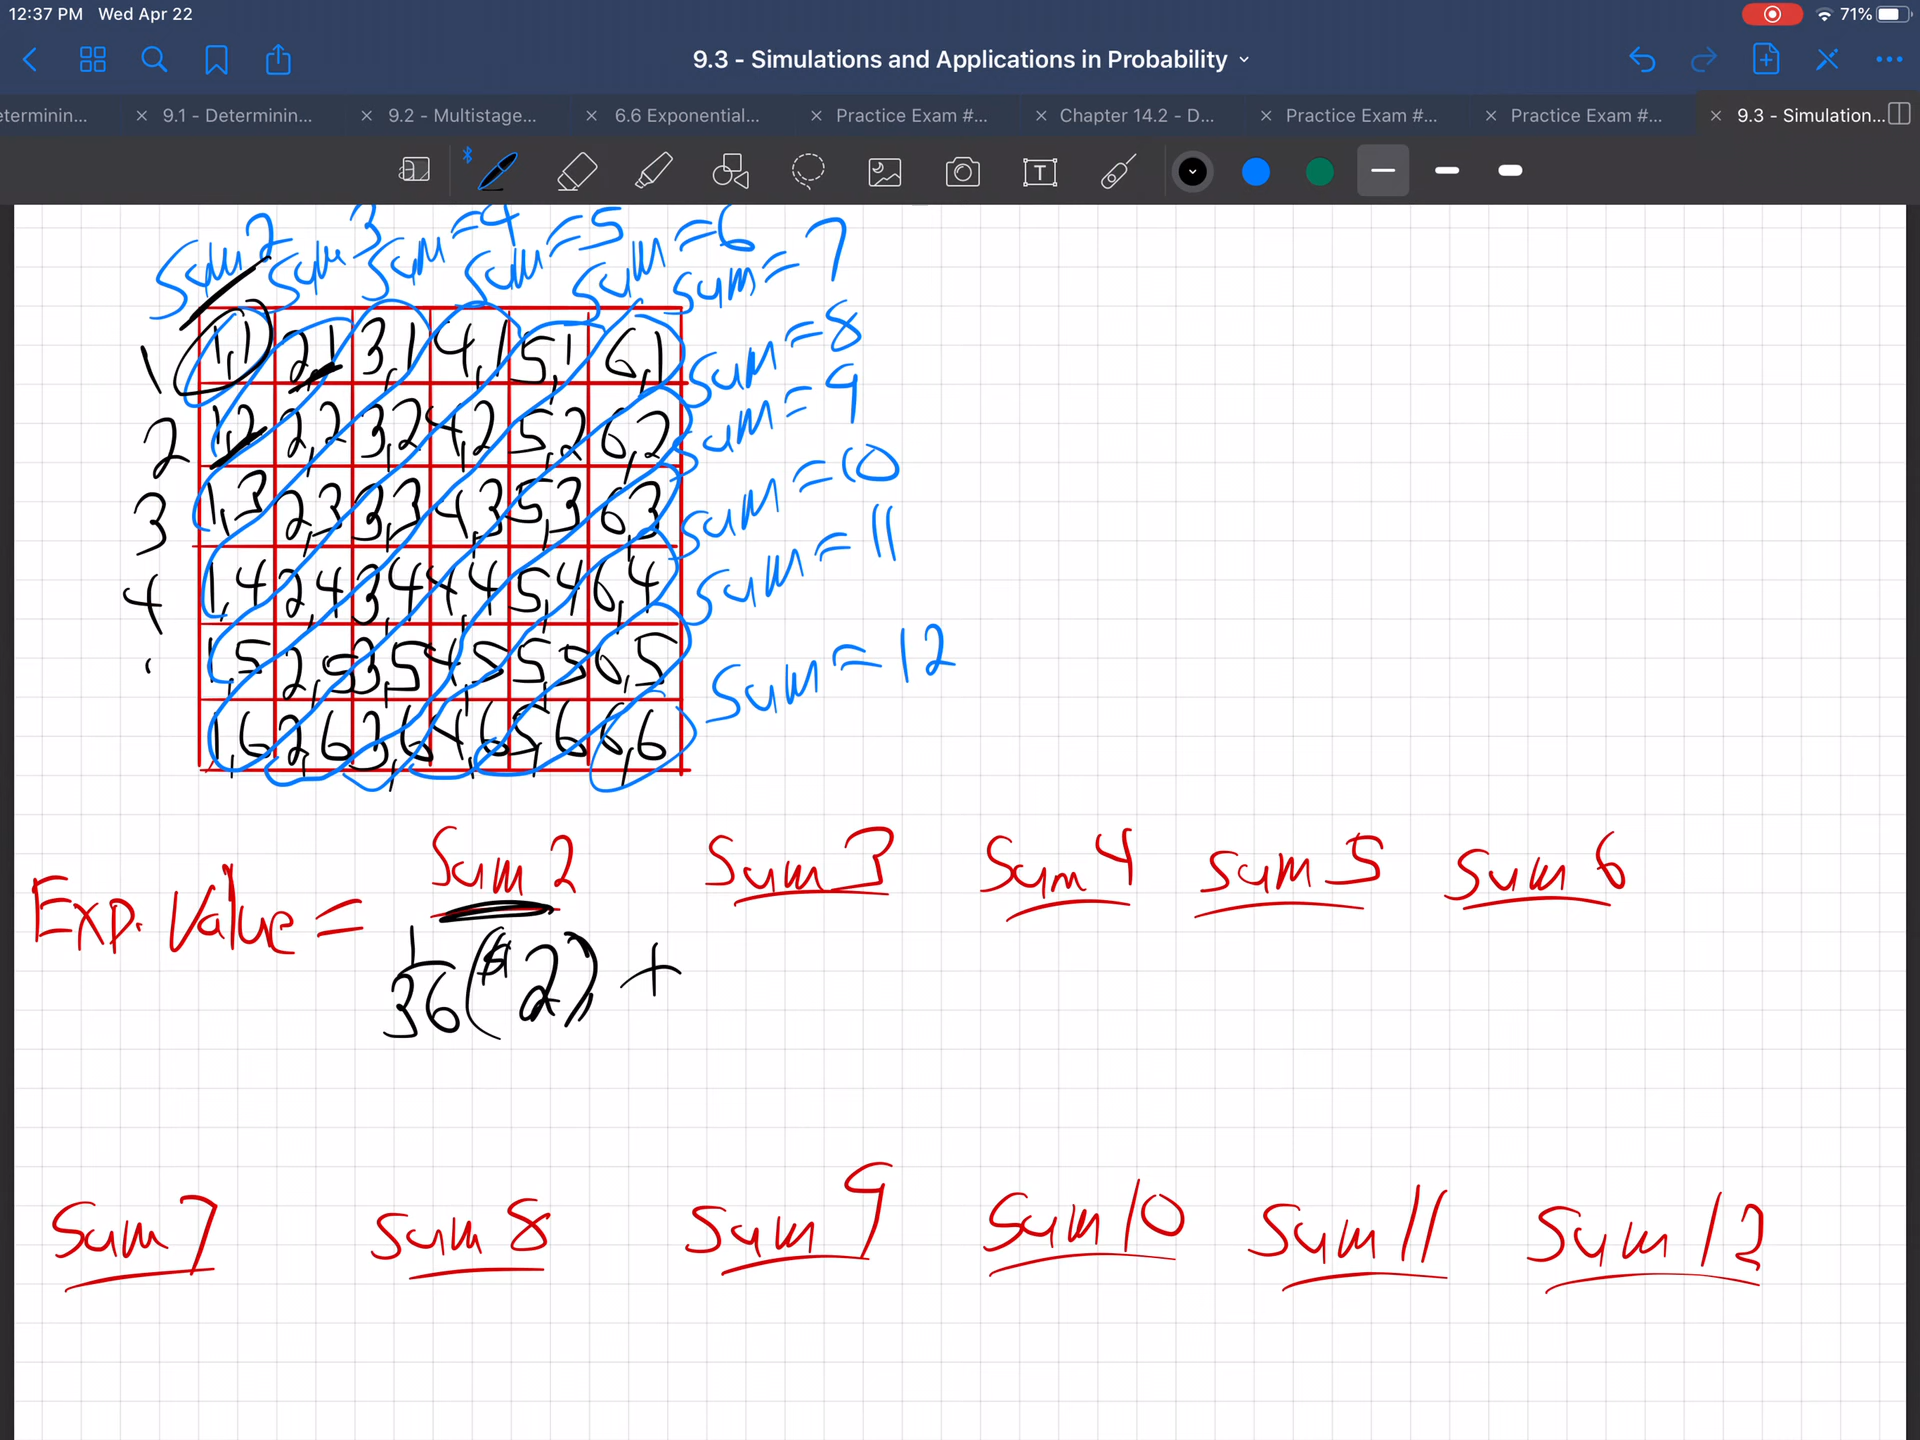 12:37 PM Wed Apr 22
71%
9.3 - Simulations and Applications in Probability
eterminin... × 9.1 - Determinin... × 9.2 - Multistage... × 6.6 Exponential... × Practice Exam #... × Chapter 14.2 - D... × Practice Exam #... × Practice Exam #... × 9.3 - Simulation...
T
Sum 2 Sum 3 Sum=4 Sum=5 Sum=6 Sum=7
1 1,1 2,1 3,1 4,1 5,1 6,1 Sum=8
2 1,2 2,2 3,2 4,2 5,2 6,2 Sum=9
3 1,3 2,3 3,3 4,3 5,3 6,3 Sum=10
4 1,4 2,4 3,4 4,4 5,4 6,4 Sum=11
1,5 2,5 3,5 4,5 5,5 6,5 Sum=12
1,6 2,6 3,6 4,6 5,6 6,6
Sum 2 Sum 3 Sum 4 Sum 5 Sum 6
Exp. Value =
1/36 ($2) +
Sum 7 Sum 8 Sum 9 Sum 10 Sum 11 Sum 12